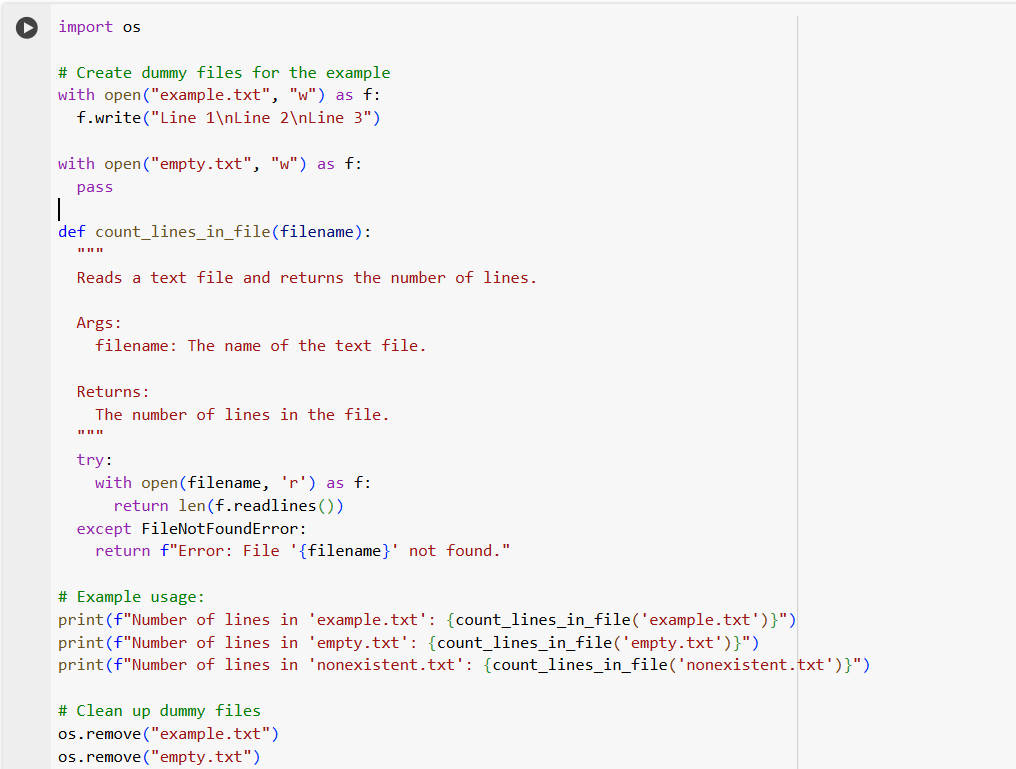 import os

# Create dummy files for the example
with open("example.txt", "w") as f:
  f.write("Line 1\nLine 2\nLine 3")

with open("empty.txt", "w") as f:
  pass

def count_lines_in_file(filename):
  """
  Reads a text file and returns the number of lines.

  Args:
    filename: The name of the text file.

  Returns:
    The number of lines in the file.
  """
  try:
    with open(filename, 'r') as f:
      return len(f.readlines())
  except FileNotFoundError:
    return f"Error: File '{filename}' not found."

# Example usage:
print(f"Number of lines in 'example.txt': {count_lines_in_file('example.txt')}")
print(f"Number of lines in 'empty.txt': {count_lines_in_file('empty.txt')}")
print(f"Number of lines in 'nonexistent.txt': {count_lines_in_file('nonexistent.txt')}")

# Clean up dummy files
os.remove("example.txt")
os.remove("empty.txt")